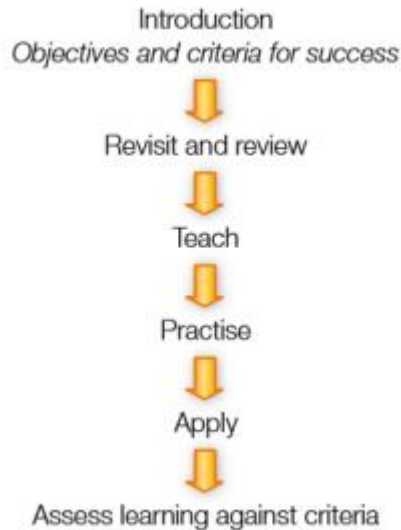 Introduction
Objectives and criteria for success
Revisit and review
Teach
Practise
Apply
Assess learning against criteria